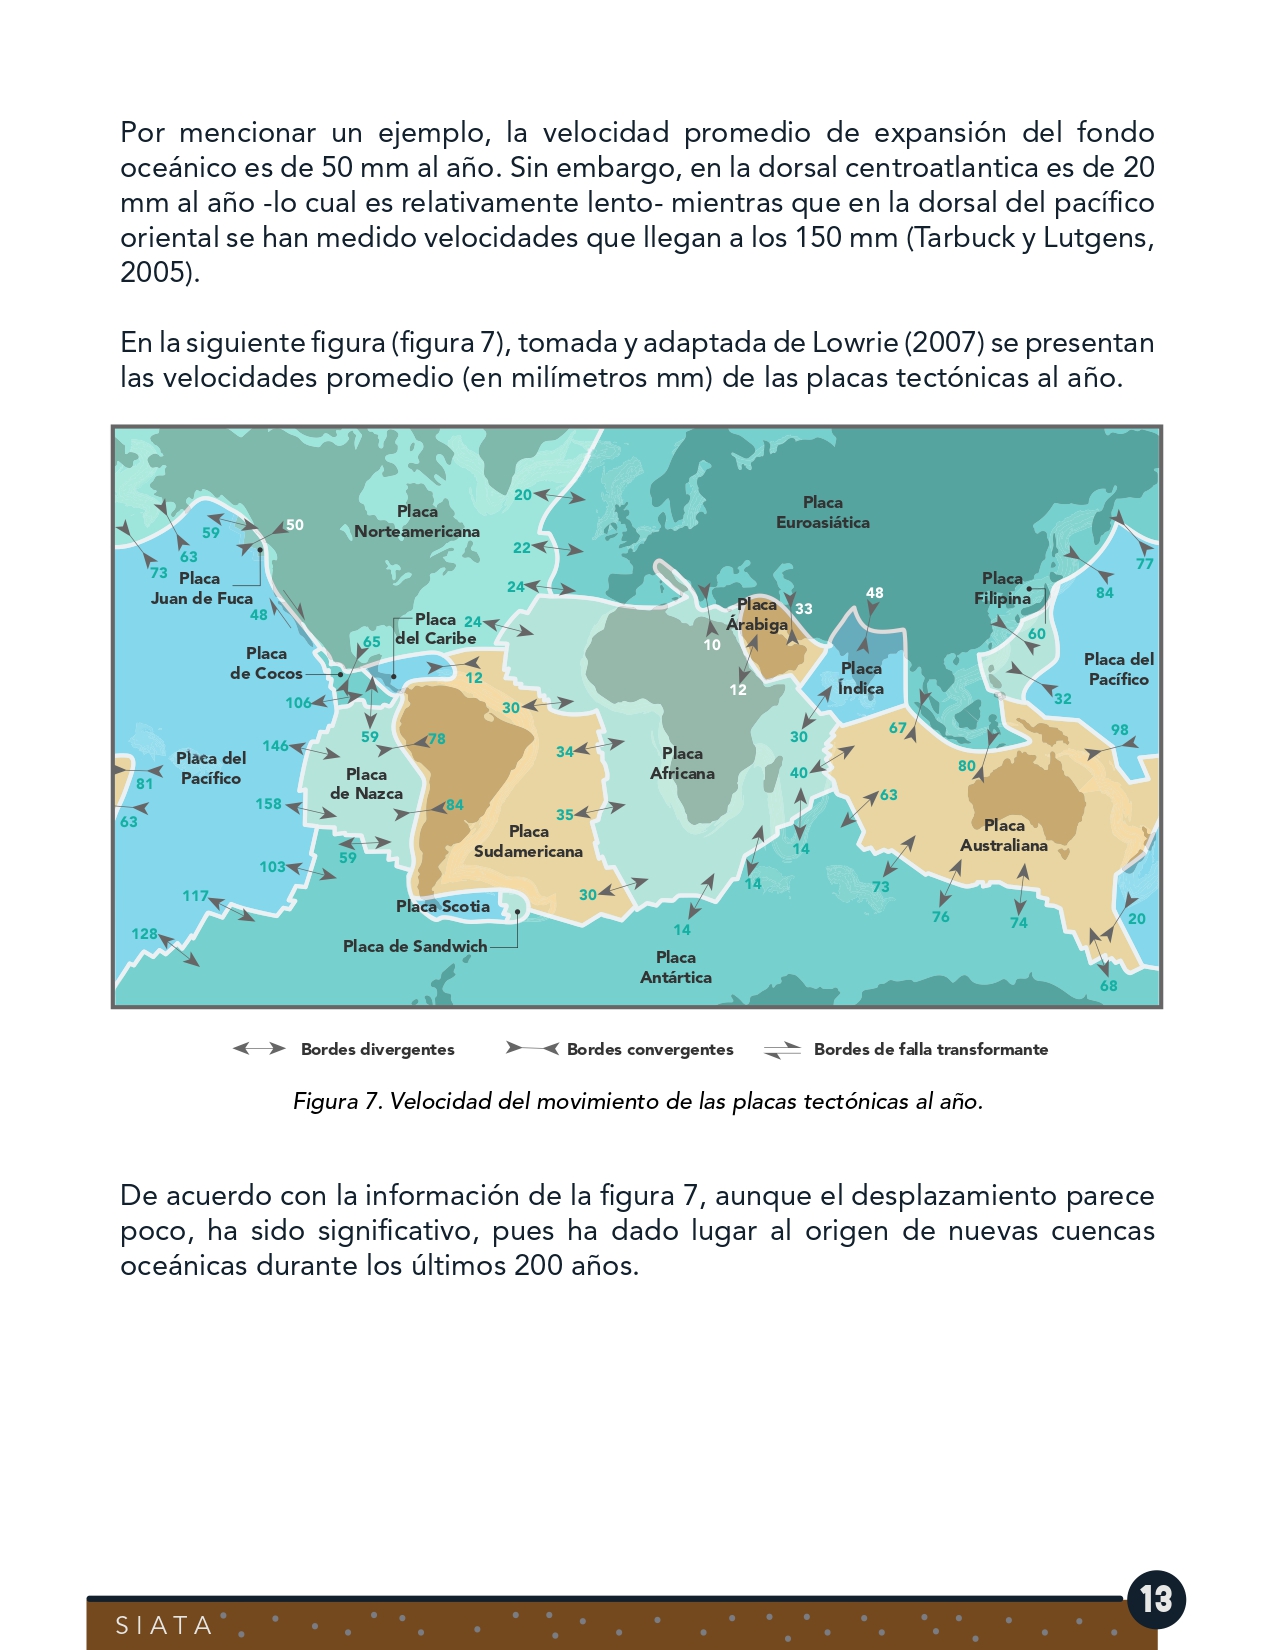 Por mencionar un ejemplo, la velocidad promedio de expansión del fondo
oceánico es de 50 mm al año. Sin embargo, en la dorsal centroatlantica es de 20
mm al año -lo cual es relativamente lento- mientras que en la dorsal del pacífico
oriental se han medido velocidades que llegan a los 150 mm (Tarbuck y Lutgens,
2005).
En la siguiente figura (figura 7), tomada y adaptada de Lowrie (2007) se presentan
las velocidades promedio (en milímetros mm) de las placas tectónicas al año.
20
Placa
Norteamericana
Placa
Euroasiática
59
50
63
73
22
77
Placa
Juan de Fuca
24
84
Placa
Filipina
48
Placa
Árabiga
33
48
Placa
del Caribe
24
65
10
60
Placa
de Cocos
12
12
Placa
Índica
Placa del
Pacífico
32
106
30
59
78
30
67
98
146
34
Placa del
Pacífico
Placa
de Nazca
Placa
Africana
40
80
81
158
84
35
63
63
Placa
Sudamericana
Placa
Australiana
59
14
103
14
73
117
30
Placa Scotia
76
74
20
128
14
Placa de Sandwich
Placa
Antártica
68
Bordes divergentes
Bordes convergentes
Bordes de falla transformante
Figura 7. Velocidad del movimiento de las placas tectónicas al año.
De acuerdo con la información de la figura 7, aunque el desplazamiento parece
poco, ha sido significativo, pues ha dado lugar al origen de nuevas cuencas
oceánicas durante los últimos 200 años.
SIATA
13